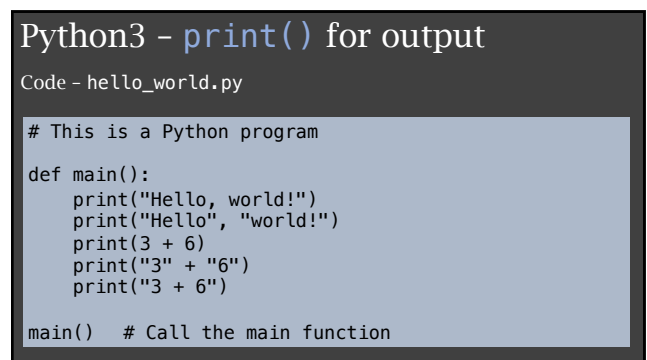 Python3 – print() for output
Code – hello_world.py
# This is a Python program
def main():
    print("Hello, world!")
    print("Hello", "world!")
    print(3 + 6)
    print("3" + "6")
    print("3 + 6")
main()  # Call the main function